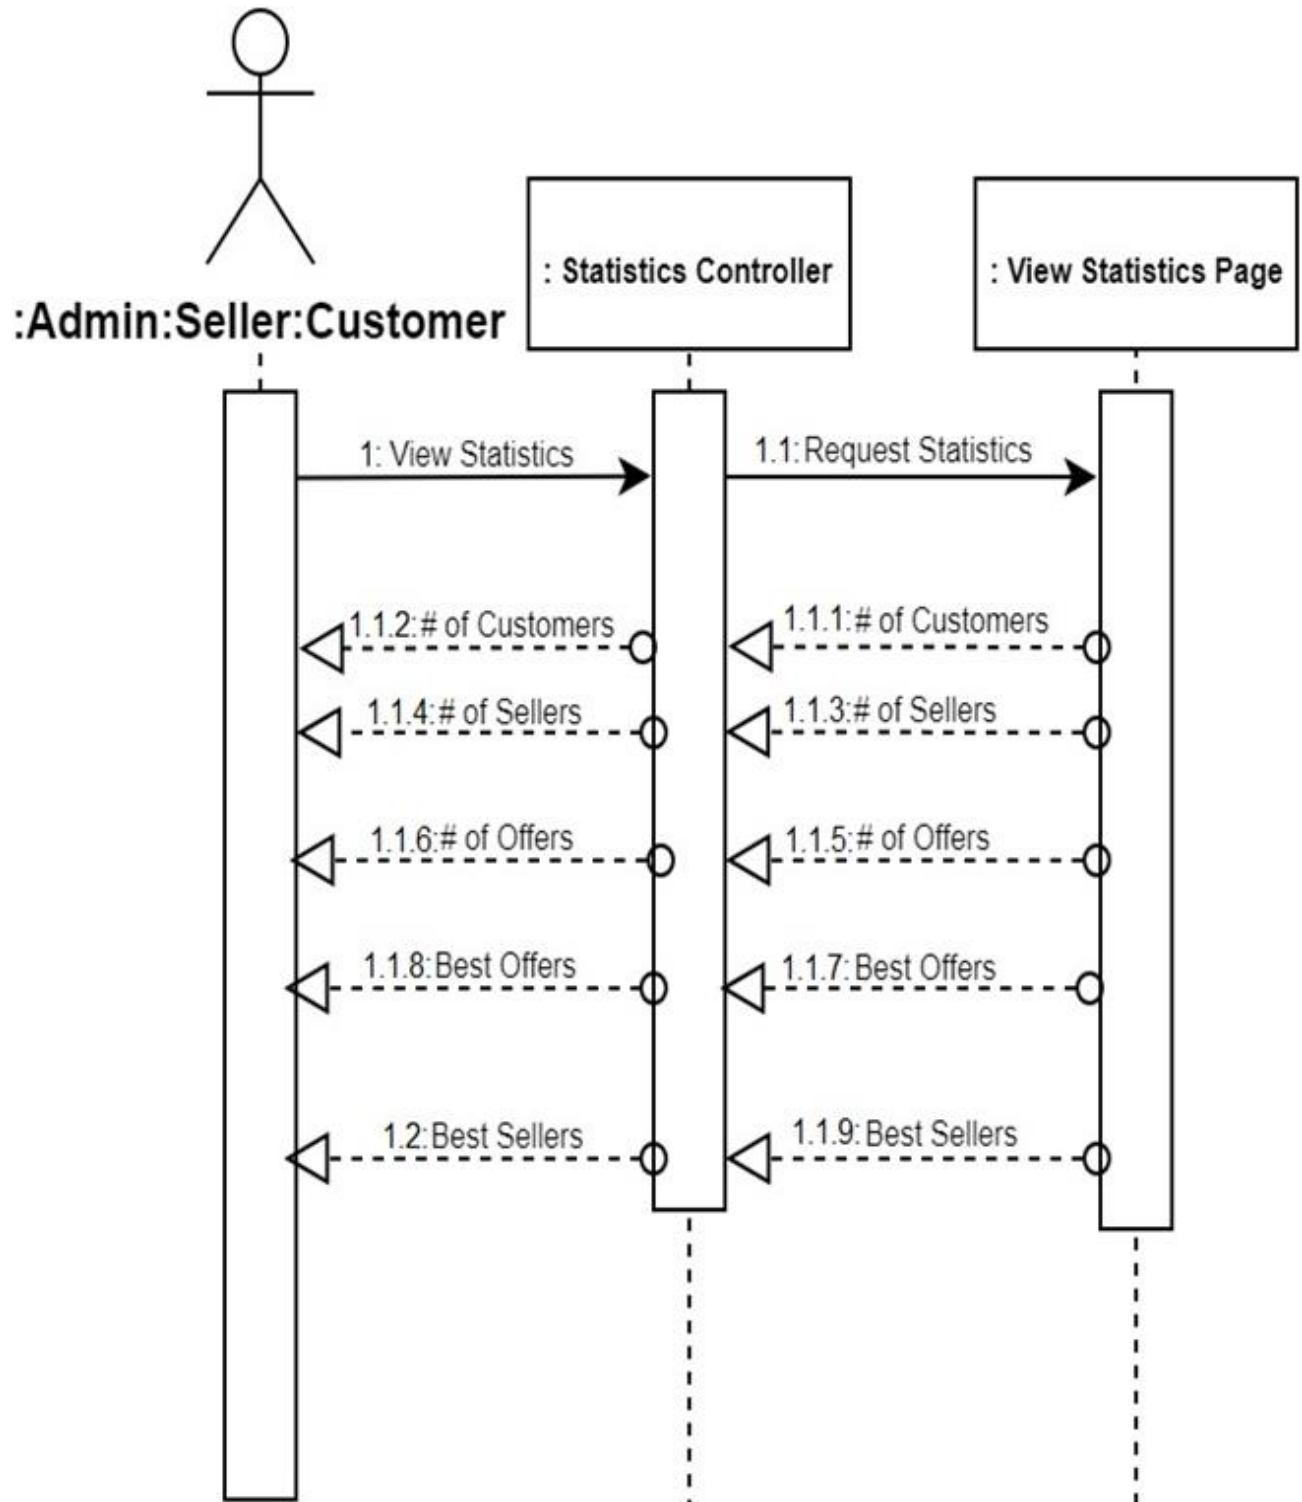 : Statistics Controller
: View Statistics Page
:Admin:Seller:Customer
1: View Statistics
1.1:Request Statistics
1.1.2:# of Customers
1.1.1:# of Customers
1.1.4:# of Sellers
1.1.3:# of Sellers
1.1.6:# of Offers
1.1.5:# of Offers
1.1.8:Best Offers
1.1.7:Best Offers
1.2:Best Sellers
1.1.9:Best Sellers